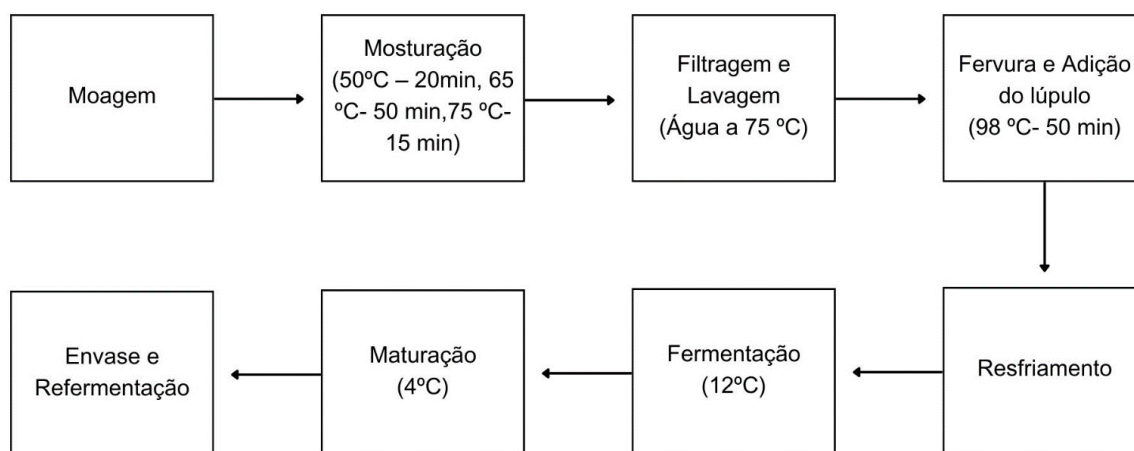 Moagem
Mosturação
(50ºC – 20min, 65
ºC- 50 min,75 ºC-
15 min)
Filtragem e
Lavagem
(Água a 75 ºC)
Fervura e Adição
do lúpulo
(98 ºC- 50 min)
Resfriamento
Fermentação
(12ºC)
Maturação
(4ºC)
Envase e
Refermentação